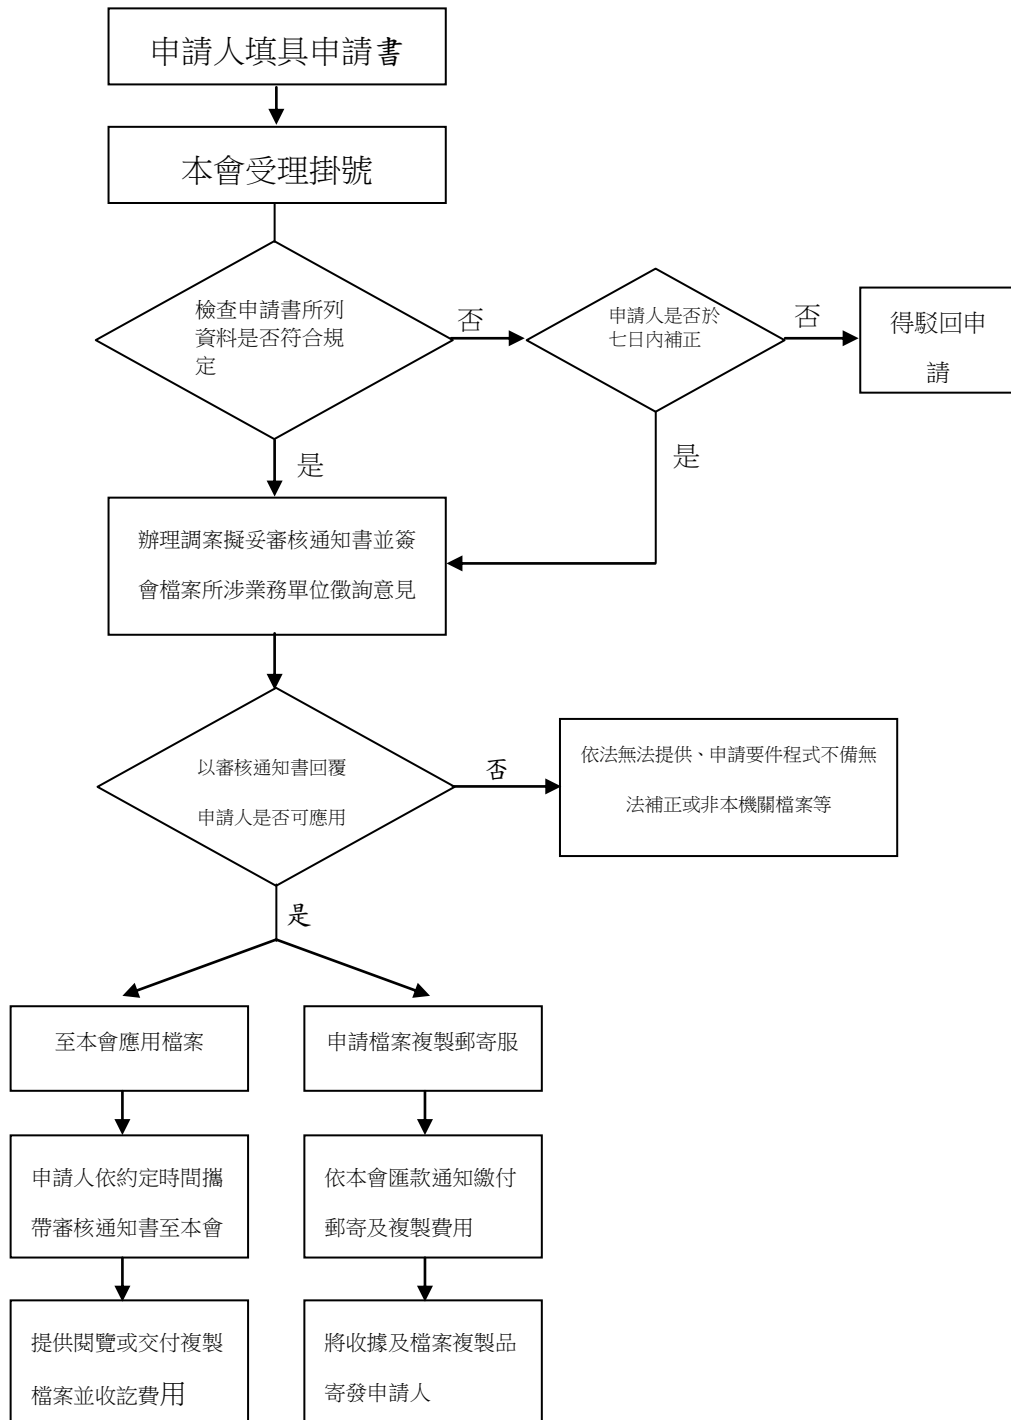 申請人填具申請書
本會受理掛號
檢查申請書所列
資料是否符合規
定
否
申請人是否於
七日內補正
否
得駁回申
請
是
是
辦理調案擬妥審核通知書並簽
會檔案所涉業務單位徵詢意見
以審核通知書回覆
申請人是否可應用
否
依法無法提供、申請要件程式不備無
法補正或非本機關檔案等
是
至本會應用檔案
申請檔案複製郵寄服
申請人依約定時間攜
帶審核通知書至本會
依本會匯款通知繳付
郵寄及複製費用
提供閱覽或交付複製
檔案並收訖費用
將收據及檔案複製品
寄發申請人